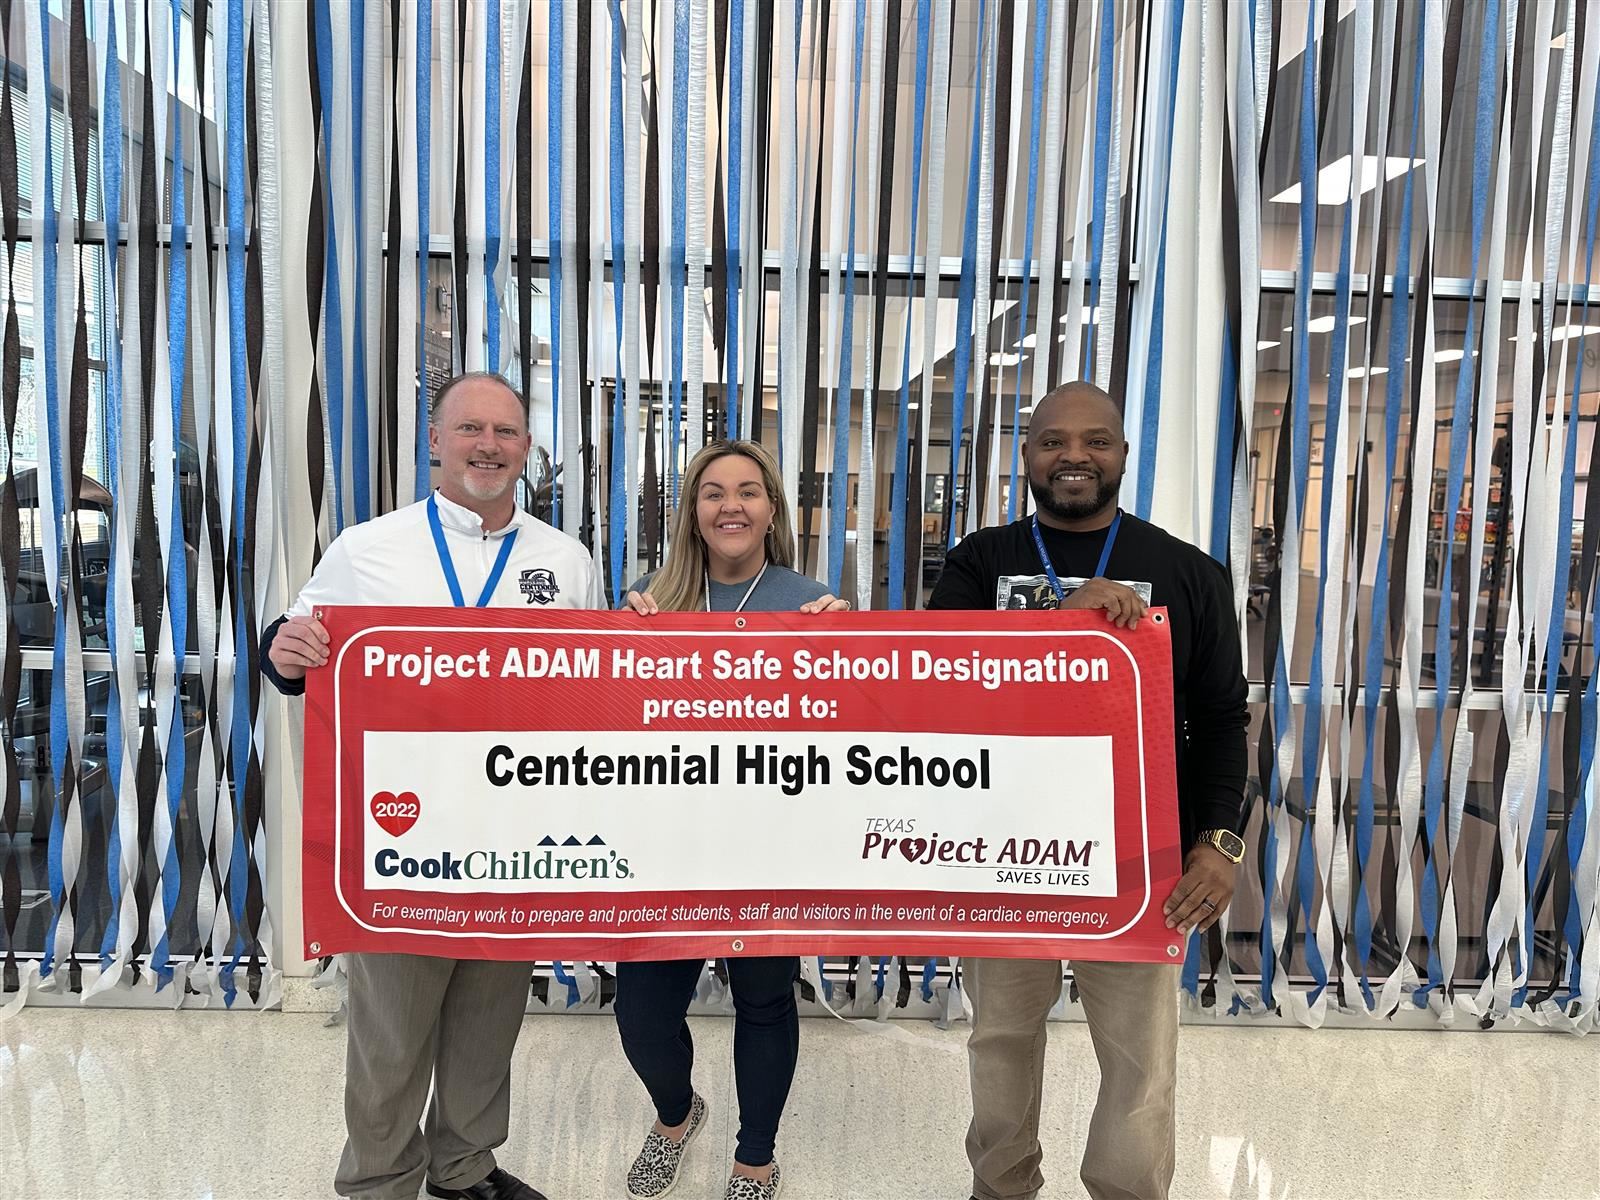 CENTENNIAL
Project ADAM Heart Safe School Designation
presented to:
Centennial High School
2022
CookChildren's®
TEXAS
Project ADAM®
SAVES LIVES
For exemplary work to prepare and protect students, staff and visitors in the event of a cardiac emergency.